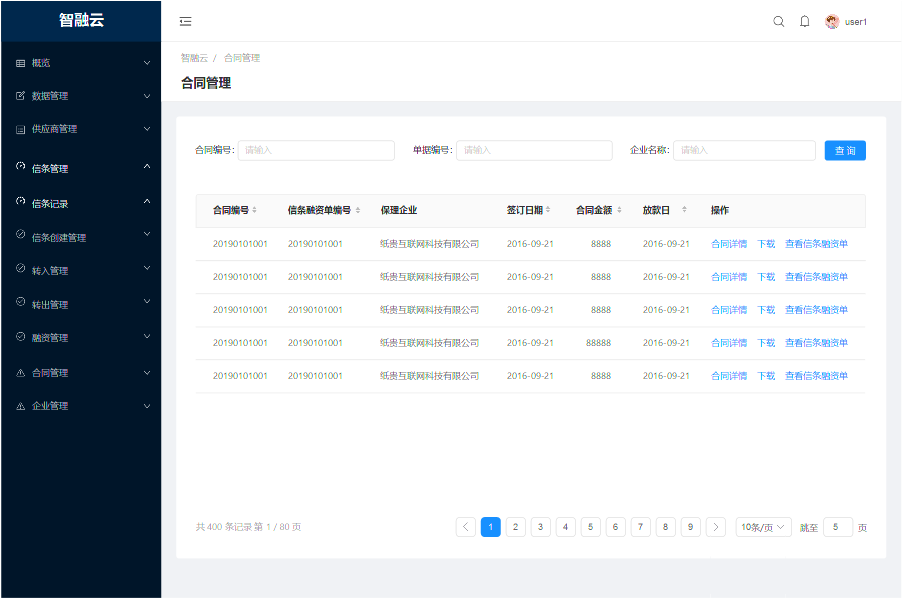 智融云
user1
概览
数据管理
供应商管理
信条管理
信条记录
信条创建管理
转入管理
转出管理
融资管理
合同管理
企业管理
智融云 / 合同管理
合同管理
合同编号: 请输入 单据编号: 请输入 企业名称: 请输入 查 询
合同编号 信条融资单编号 保理企业 签订日期 合同金额 放款日 操作
20190101001 20190101001 纸贵互联网科技有限公司 2016-09-21 8888 2016-09-21 合同详情 下载 查看信条融资单
20190101001 20190101001 纸贵互联网科技有限公司 2016-09-21 8888 2016-09-21 合同详情 下载 查看信条融资单
20190101001 20190101001 纸贵互联网科技有限公司 2016-09-21 8888 2016-09-21 合同详情 下载 查看信条融资单
20190101001 20190101001 纸贵互联网科技有限公司 2016-09-21 88888 2016-09-21 合同详情 下载 查看信条融资单
20190101001 20190101001 纸贵互联网科技有限公司 2016-09-21 8888 2016-09-21 合同详情 下载 查看信条融资单
共 400 条记录 第 1 / 80 页 1 2 3 4 5 6 7 8 9 10条/页 跳至 5 页